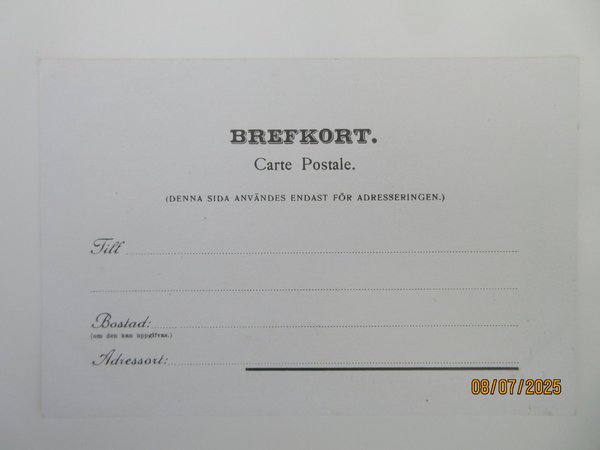 BREFKORT.
Carte Postale.
(DENNA SIDA ANVÄNDES ENDAST FÖR ADRESSERINGEN.)
Till
Bostad:
(om den kan uppgifvas.)
Adressort:
08/07/2025